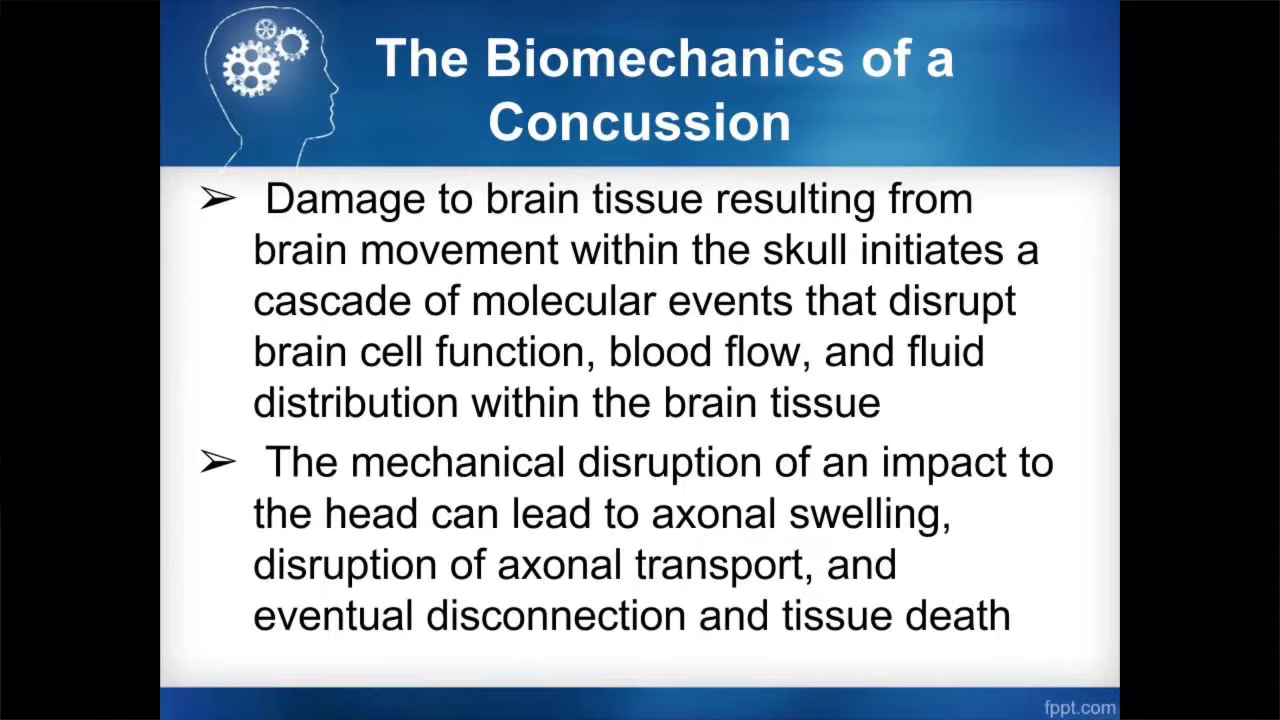 The Biomechanics of a
Concussion
➢ Damage to brain tissue resulting from
brain movement within the skull initiates a
cascade of molecular events that disrupt
brain cell function, blood flow, and fluid
distribution within the brain tissue
➢ The mechanical disruption of an impact to
the head can lead to axonal swelling,
disruption of axonal transport, and
eventual disconnection and tissue death
fppt.com